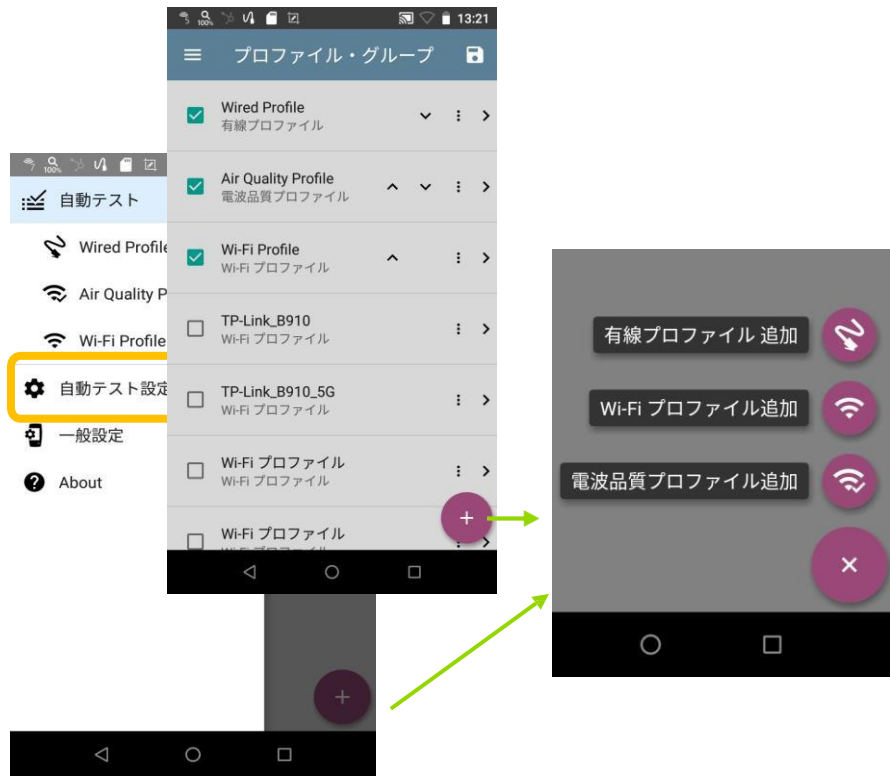 100%
13:21
プロファイル・グループ
Wired Profile
有線プロファイル
Air Quality Profile
電波品質プロファイル
Wi-Fi Profile
Wi-Fi プロファイル
TP-Link_B910
Wi-Fi プロファイル
TP-Link_B910_5G
Wi-Fi プロファイル
Wi-Fi プロファイル
Wi-Fi プロファイル
Wi-Fi プロファイル
100%
自動テスト
Wired Profile
Air Quality P
Wi-Fi Profile
自動テスト設定
一般設定
About
有線プロファイル 追加
Wi-Fi プロファイル追加
電波品質プロファイル追加